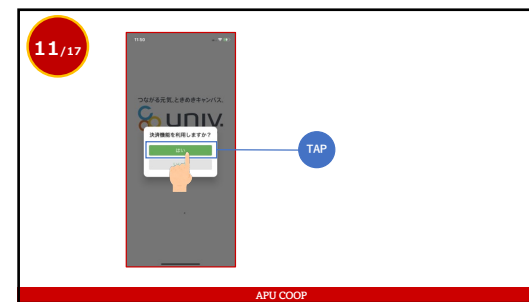 11/17
11:50
つながる元気、ときめきキャンパス。
UNIV.
決済機能を利用しますか？
はい
TAP
APU COOP